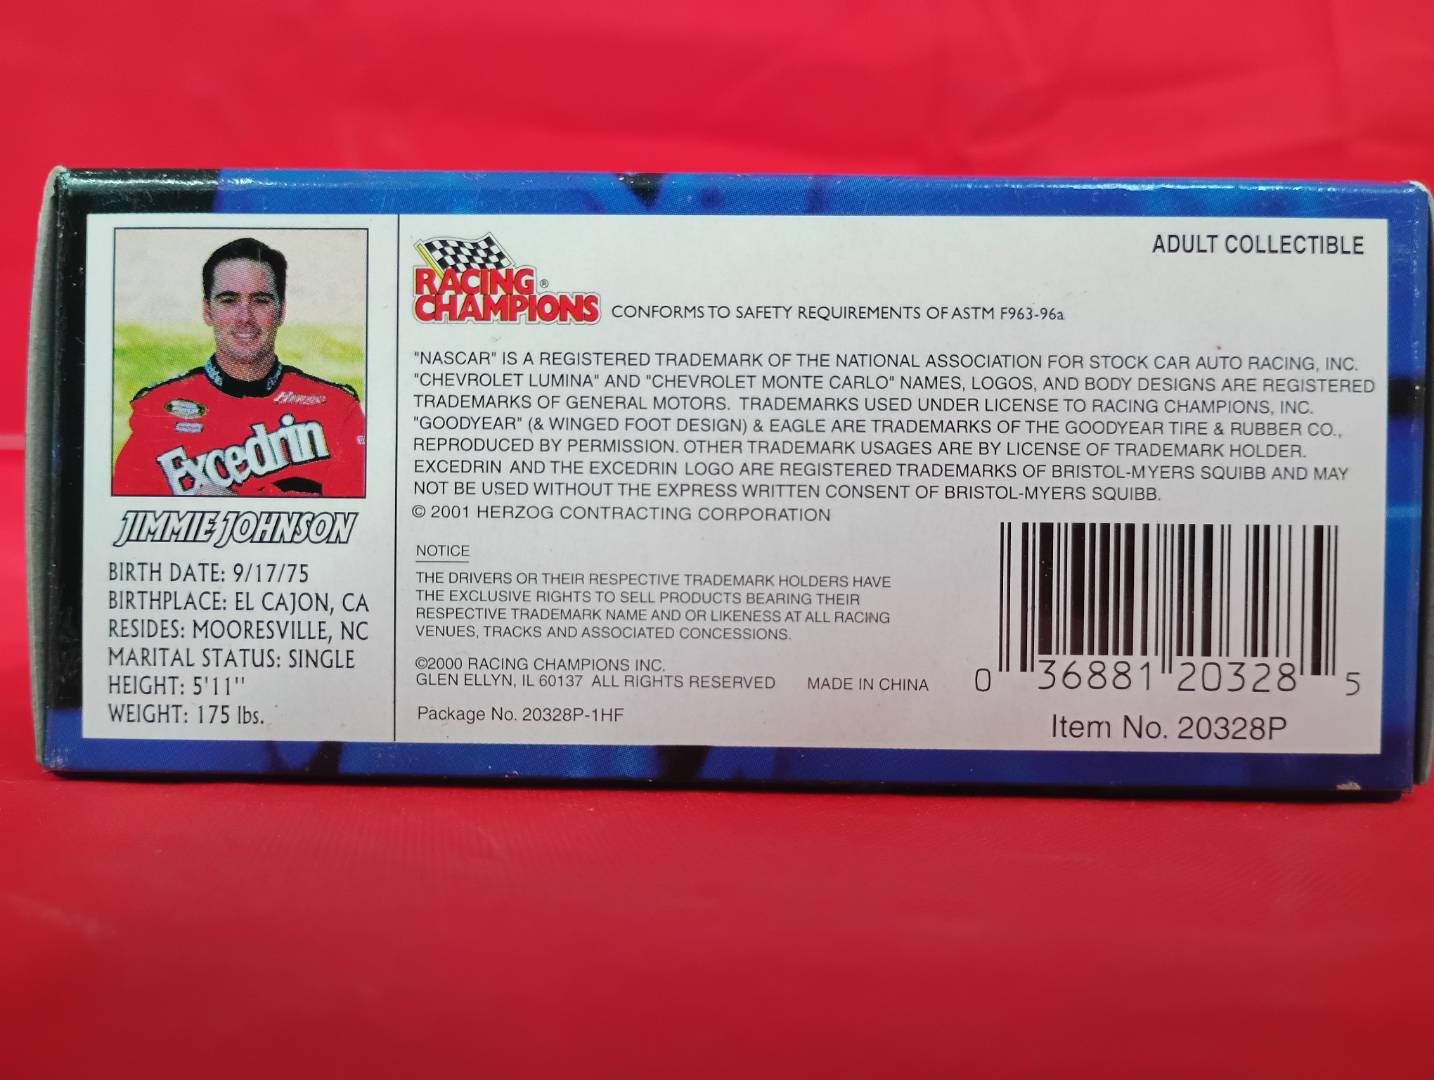 Excedrin
Herzog
JIMMIE JOHNSON
BIRTH DATE: 9/17/75
BIRTHPLACE: EL CAJON, CA
RESIDES: MOORESVILLE, NC
MARITAL STATUS: SINGLE
HEIGHT: 5'11"
WEIGHT: 175 lbs.
RACING
CHAMPIONS ®
CONFORMS TO SAFETY REQUIREMENTS OF ASTM F963-96a
ADULT COLLECTIBLE
"NASCAR" IS A REGISTERED TRADEMARK OF THE NATIONAL ASSOCIATION FOR STOCK CAR AUTO RACING, INC.
"CHEVROLET LUMINA" AND "CHEVROLET MONTE CARLO" NAMES, LOGOS, AND BODY DESIGNS ARE REGISTERED
TRADEMARKS OF GENERAL MOTORS. TRADEMARKS USED UNDER LICENSE TO RACING CHAMPIONS, INC.
"GOODYEAR" (& WINGED FOOT DESIGN) & EAGLE ARE TRADEMARKS OF THE GOODYEAR TIRE & RUBBER CO.,
REPRODUCED BY PERMISSION. OTHER TRADEMARK USAGES ARE BY LICENSE OF TRADEMARK HOLDER.
EXCEDRIN AND THE EXCEDRIN LOGO ARE REGISTERED TRADEMARKS OF BRISTOL-MYERS SQUIBB AND MAY
NOT BE USED WITHOUT THE EXPRESS WRITTEN CONSENT OF BRISTOL-MYERS SQUIBB.
© 2001 HERZOG CONTRACTING CORPORATION
NOTICE
THE DRIVERS OR THEIR RESPECTIVE TRADEMARK HOLDERS HAVE
THE EXCLUSIVE RIGHTS TO SELL PRODUCTS BEARING THEIR
RESPECTIVE TRADEMARK NAME AND OR LIKENESS AT ALL RACING
VENUES, TRACKS AND ASSOCIATED CONCESSIONS.
©2000 RACING CHAMPIONS INC.
GLEN ELLYN, IL 60137 ALL RIGHTS RESERVED MADE IN CHINA
Package No. 20328P-1HF
0 36881 20328 5
Item No. 20328P